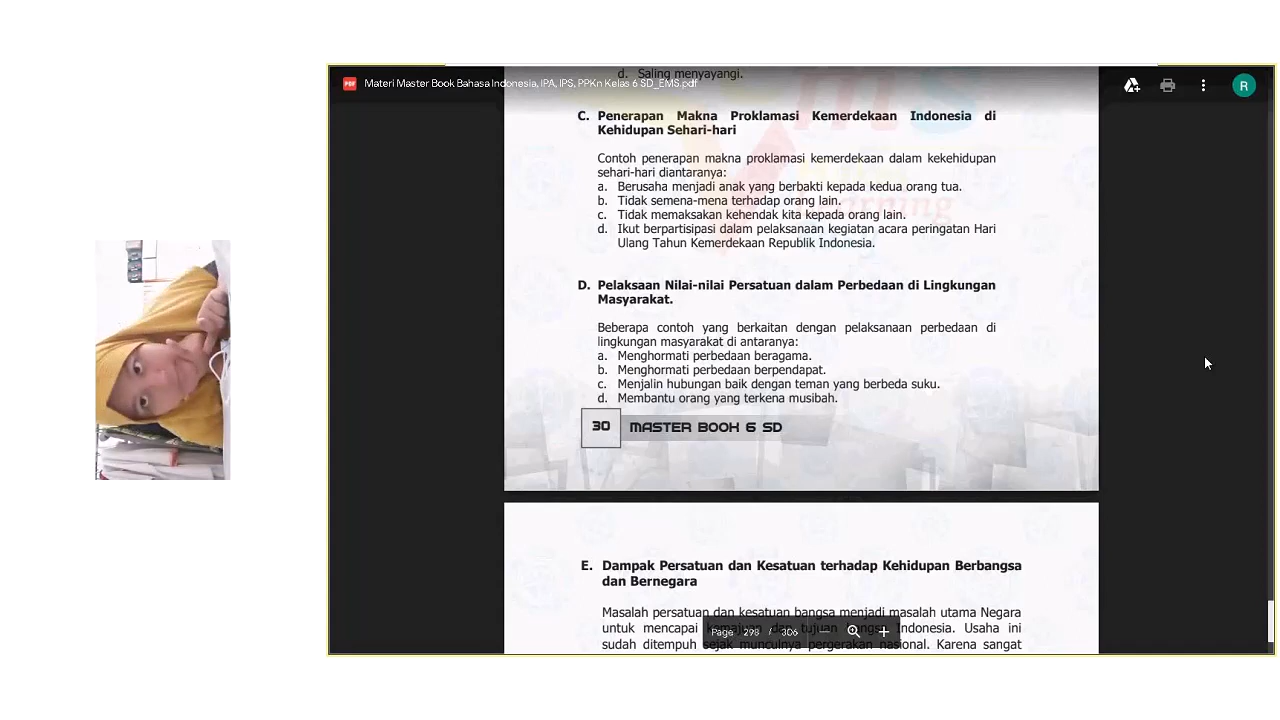 d. Saling menyayangi.
Materi Master Book Bahasa Indonesia, IPA, IPS, PPKn Kelas 6 SD_EMS.pdf
R
C. Penerapan Makna Proklamasi Kemerdekaan Indonesia di
Kehidupan Sehari-hari
Contoh penerapan makna proklamasi kemerdekaan dalam kekehidupan
sehari-hari diantaranya:
a. Berusaha menjadi anak yang berbakti kepada kedua orang tua.
b. Tidak semena-mena terhadap orang lain.
c. Tidak memaksakan kehendak kita kepada orang lain.
d. Ikut berpartisipasi dalam pelaksanaan kegiatan acara peringatan Hari
Ulang Tahun Kemerdekaan Republik Indonesia.
D. Pelaksaan Nilai-nilai Persatuan dalam Perbedaan di Lingkungan
Masyarakat.
Beberapa contoh yang berkaitan dengan pelaksanaan perbedaan di
lingkungan masyarakat di antaranya:
a. Menghormati perbedaan beragama.
b. Menghormati perbedaan berpendapat.
c. Menjalin hubungan baik dengan teman yang berbeda suku.
d. Membantu orang yang terkena musibah.
30 MASTER BOOK 6 SD
E. Dampak Persatuan dan Kesatuan terhadap Kehidupan Berbangsa
dan Bernegara
Masalah persatuan dan kesatuan bangsa menjadi masalah utama Negara
untuk mencapai kemajuan dan tujuan bangsa Indonesia. Usaha ini
Page 298 / 306
sudah ditempuh sejak munculnya pergerakan nasional. Karena sangat